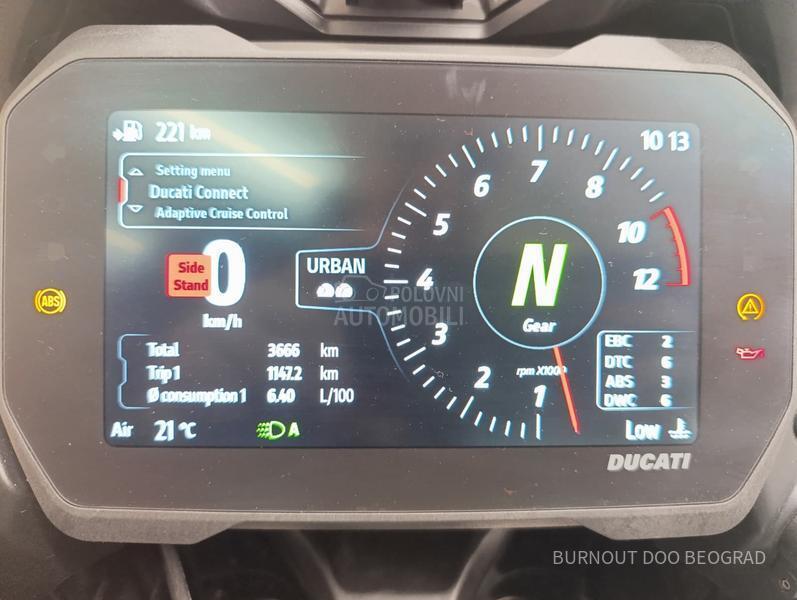 221 km
10 13
Setting menu
Ducati Connect
Adaptive Cruise Control
Side
Stand
0
km/h
URBAN
Total 3666 km
Trip 1 1147.2 km
Ø consumption 1 6.40 L/100
Air 21 °C
A
1
2
3
4
5
6
7
8
10
12
N
Gear
rpm X1000
EBC 2
DTC 6
ABS 3
DWC 6
Low
ABS
DUCATI
POLOVNI
AUTOMOBILI
BURNOUT DOO BEOGRAD